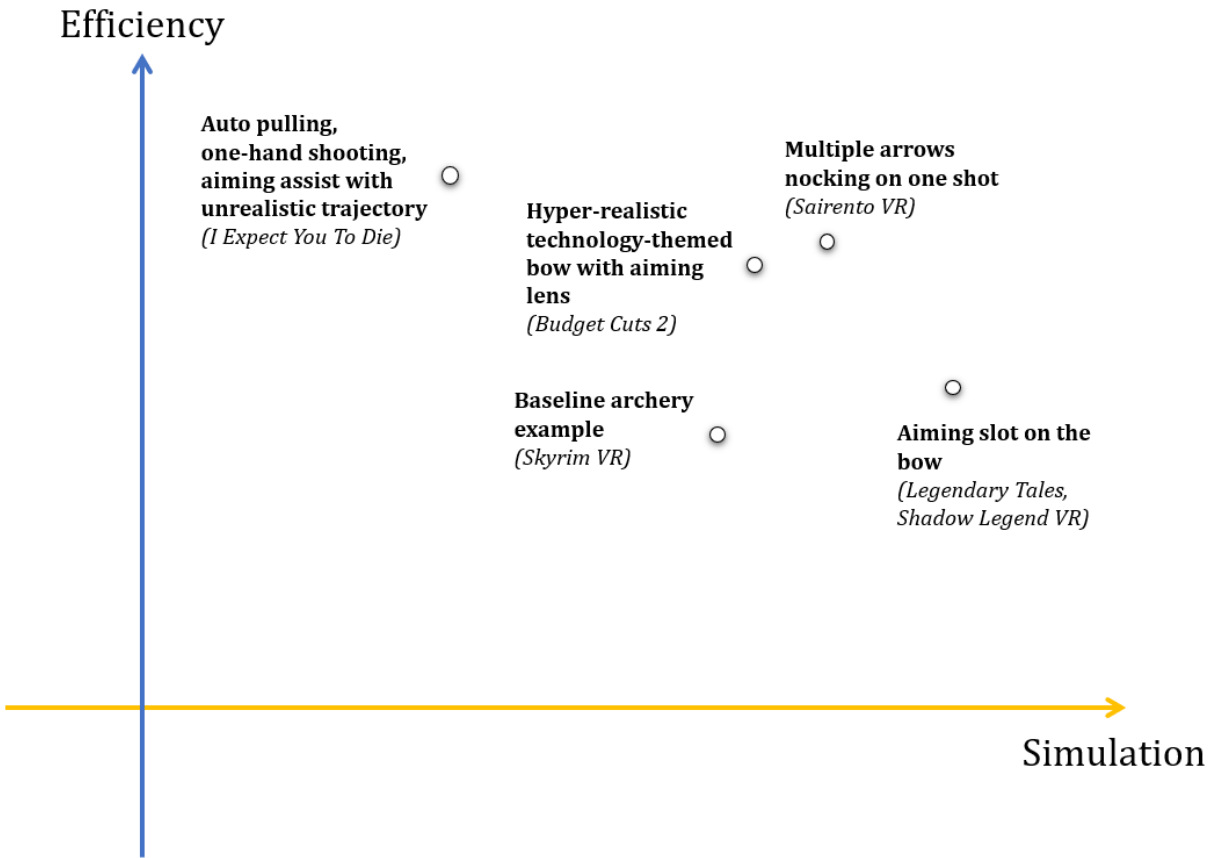 Efficiency
Auto pulling,
one-hand shooting,
aiming assist with
unrealistic trajectory
(I Expect You To Die)
Hyper-realistic
technology-themed
bow with aiming
lens
(Budget Cuts 2)
Multiple arrows
nocking on one shot
(Sairento VR)
Baseline archery
example
(Skyrim VR)
Aiming slot on the
bow
(Legendary Tales,
Shadow Legend VR)
Simulation